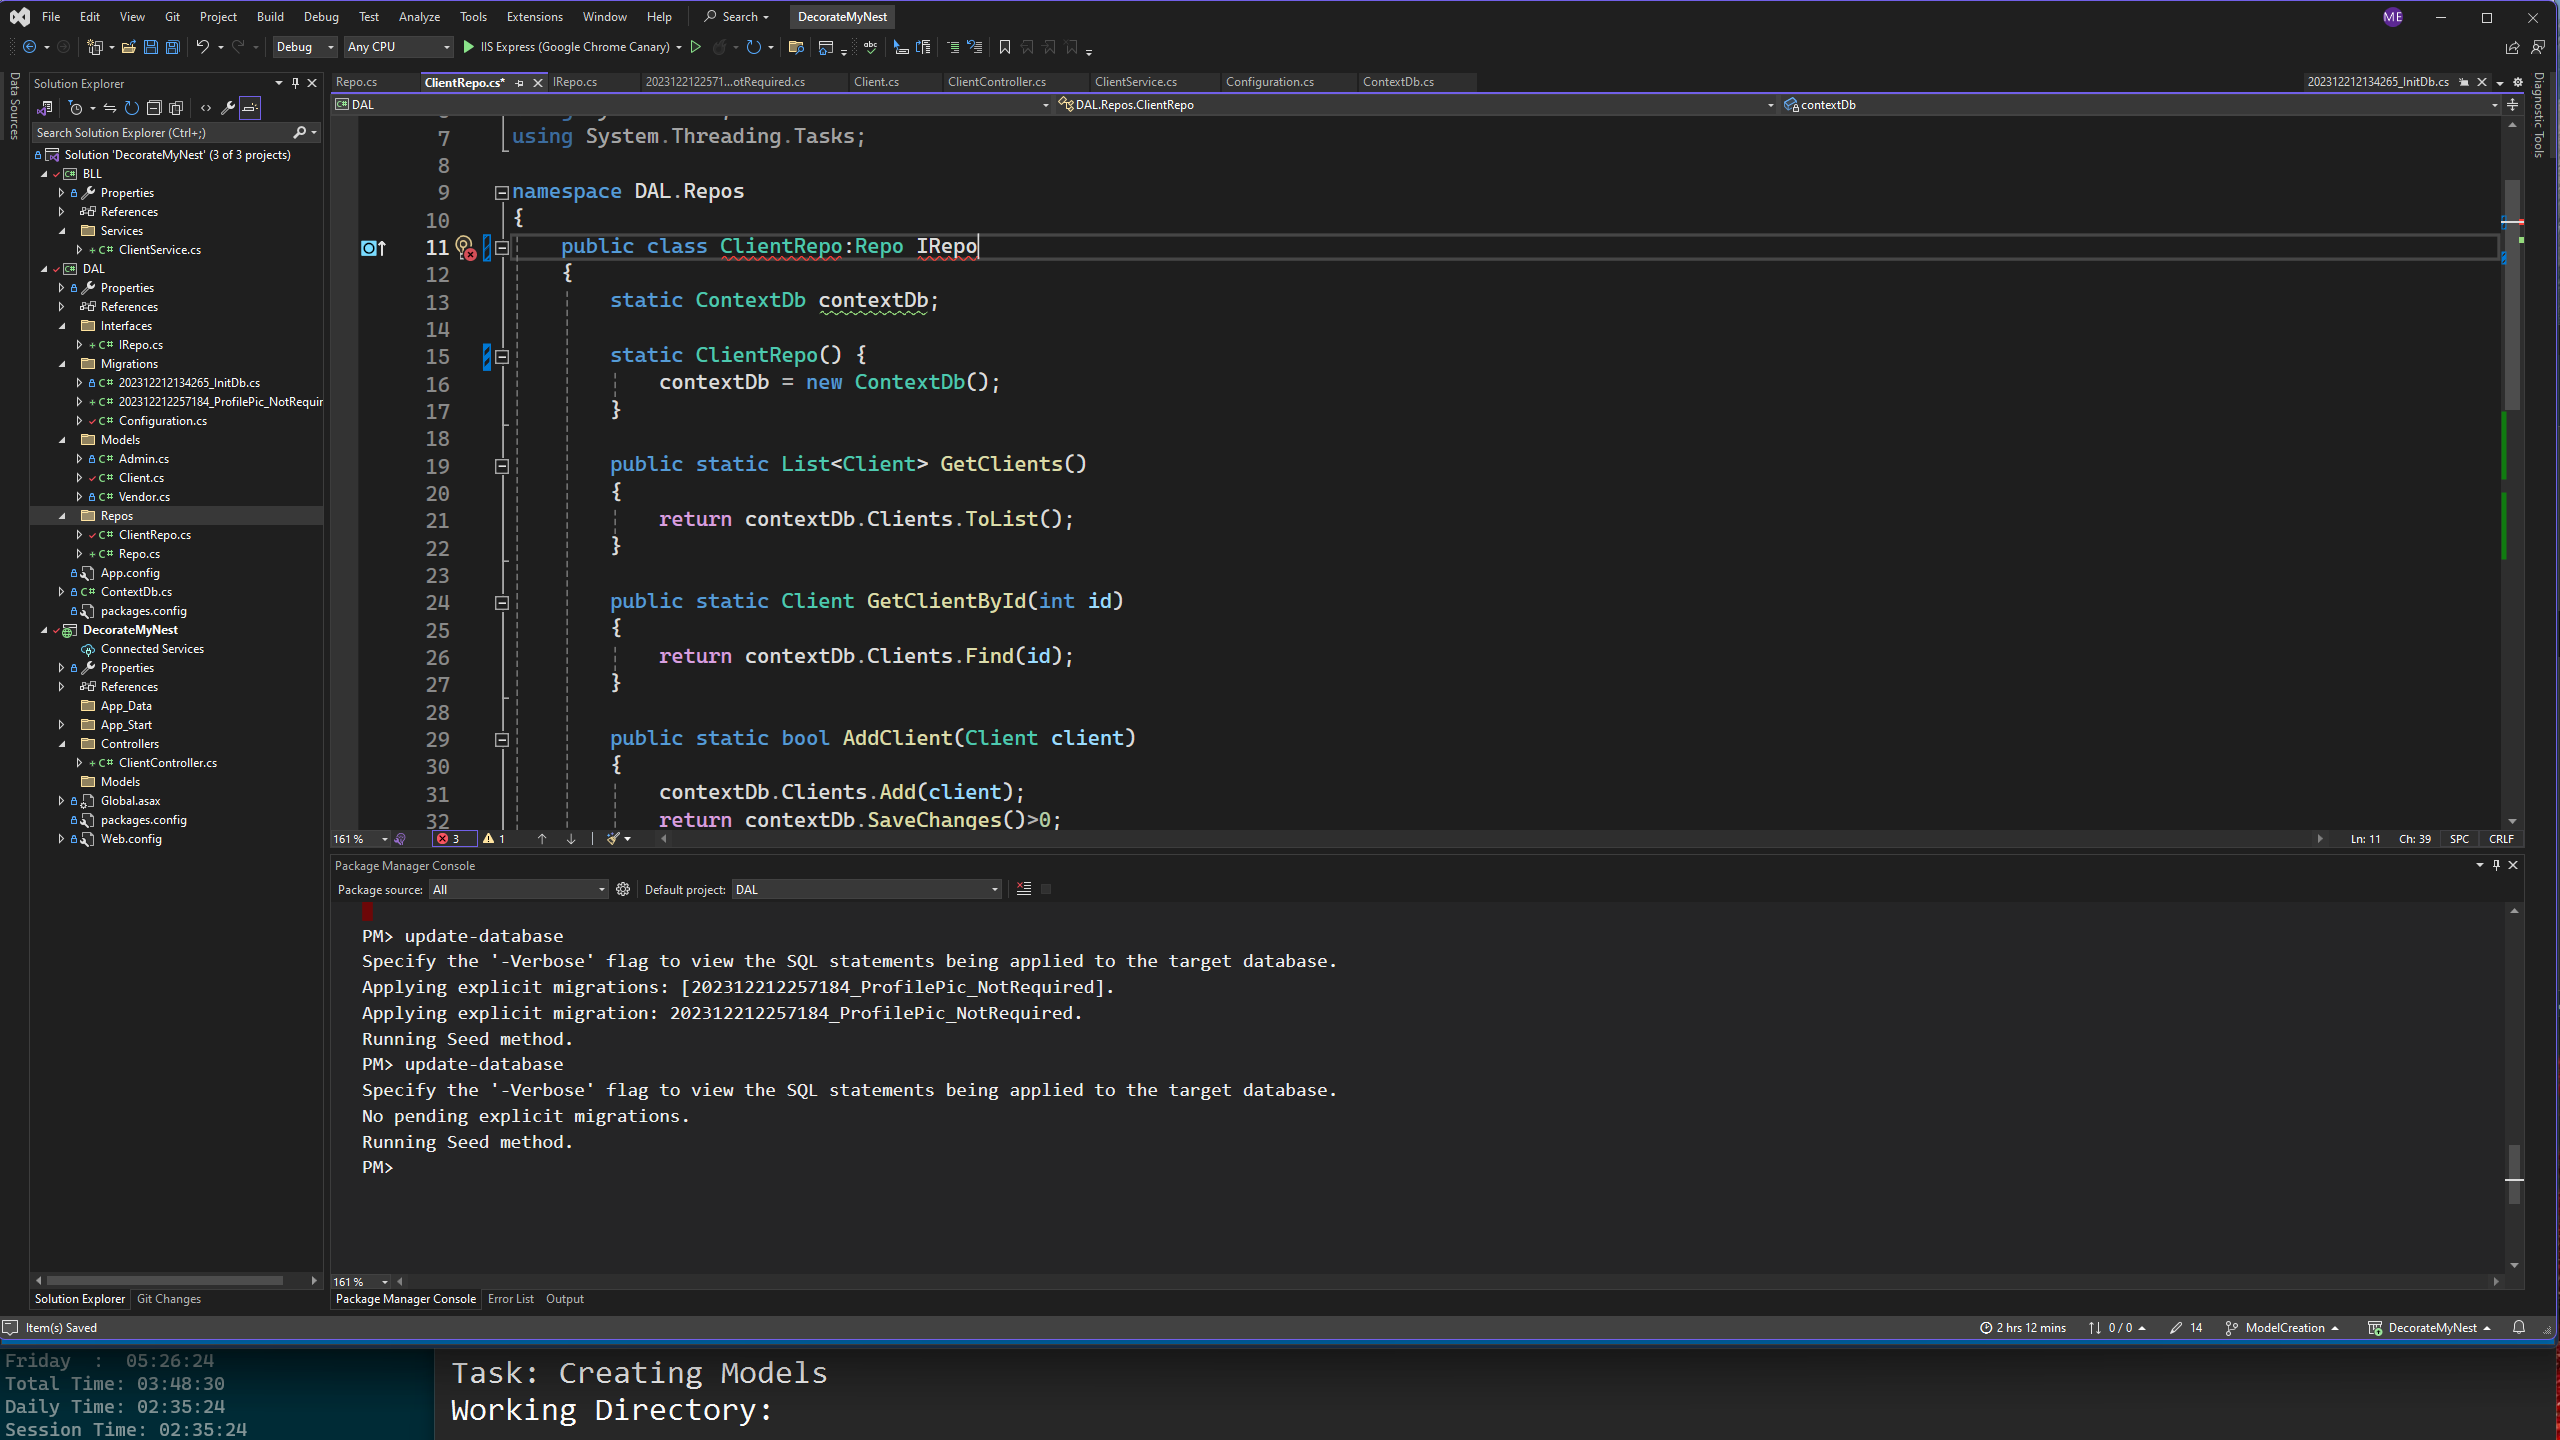 File Edit View Git Project Build Debug Test Analyze Tools Extensions Window Help Search DecorateMyNest ME
Debug Any CPU IIS Express (Google Chrome Canary)
Data Sources
Solution Explorer
Search Solution Explorer (Ctrl+;)
Solution 'DecorateMyNest' (3 of 3 projects)
BLL
Properties
References
Services
C# ClientService.cs
DAL
Properties
References
Interfaces
C# IRepo.cs
Migrations
C# 202312212134265_InitDb.cs
C# 202312212257184_ProfilePic_NotRequir
C# Configuration.cs
Models
C# Admin.cs
C# Client.cs
C# Vendor.cs
Repos
C# ClientRepo.cs
C# Repo.cs
App.config
C# ContextDb.cs
packages.config
DecorateMyNest
Connected Services
Properties
References
App_Data
App_Start
Controllers
C# ClientController.cs
Models
Global.asax
packages.config
Web.config
Solution Explorer Git Changes
Repo.cs ClientRepo.cs* IRepo.cs 2023122122571...otRequired.cs Client.cs ClientController.cs ClientService.cs Configuration.cs ContextDb.cs 202312212134265_InitDb.cs
DAL DAL.Repos.ClientRepo contextDb
Diagnostic Tools
7 using System.Threading.Tasks;
8
9 namespace DAL.Repos
10 {
11 public class ClientRepo:Repo IRepo
12 {
13 static ContextDb contextDb;
14
15 static ClientRepo() {
16 contextDb = new ContextDb();
17 }
18
19 public static List<Client> GetClients()
20 {
21 return contextDb.Clients.ToList();
22 }
23
24 public static Client GetClientById(int id)
25 {
26 return contextDb.Clients.Find(id);
27 }
28
29 public static bool AddClient(Client client)
30 {
31 contextDb.Clients.Add(client);
32 return contextDb.SaveChanges()>0;
161 % 3 1 Ln: 11 Ch: 39 SPC CRLF
Package Manager Console
Package source: All Default project: DAL
PM> update-database
Specify the '-Verbose' flag to view the SQL statements being applied to the target database.
Applying explicit migrations: [202312212257184_ProfilePic_NotRequired].
Applying explicit migration: 202312212257184_ProfilePic_NotRequired.
Running Seed method.
PM> update-database
Specify the '-Verbose' flag to view the SQL statements being applied to the target database.
No pending explicit migrations.
Running Seed method.
PM>
161 %
Package Manager Console Error List Output
Item(s) Saved 2 hrs 12 mins 0 / 0 14 ModelCreation DecorateMyNest
Friday : 05:26:24
Total Time: 03:48:30
Daily Time: 02:35:24
Session Time: 02:35:24
Task: Creating Models
Working Directory: